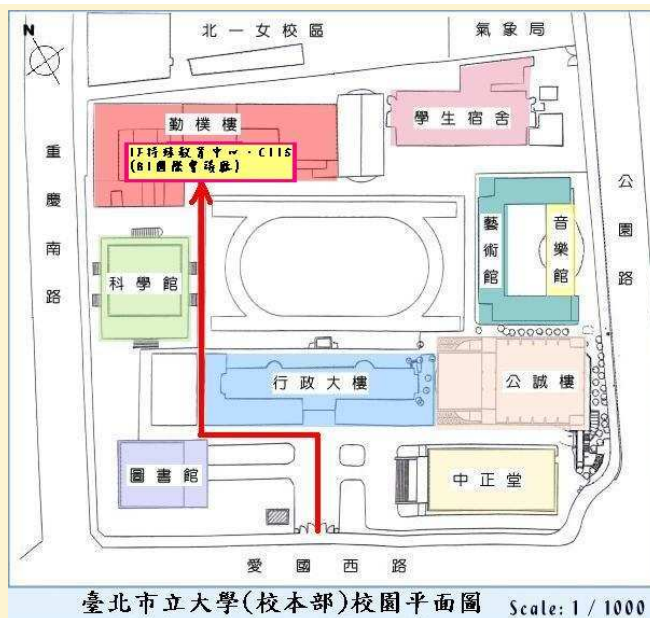 N
北一女校區
氣象局
勤樸樓
1F特殊教育中心‧C115
(B1國際會議廳)
學生宿舍
重慶南路
公園路
藝術館
音樂館
科學館
行政大樓
公誠樓
圖書館
中正堂
愛國西路
臺北市立大學(校本部)校園平面圖 Scale: 1 / 1000